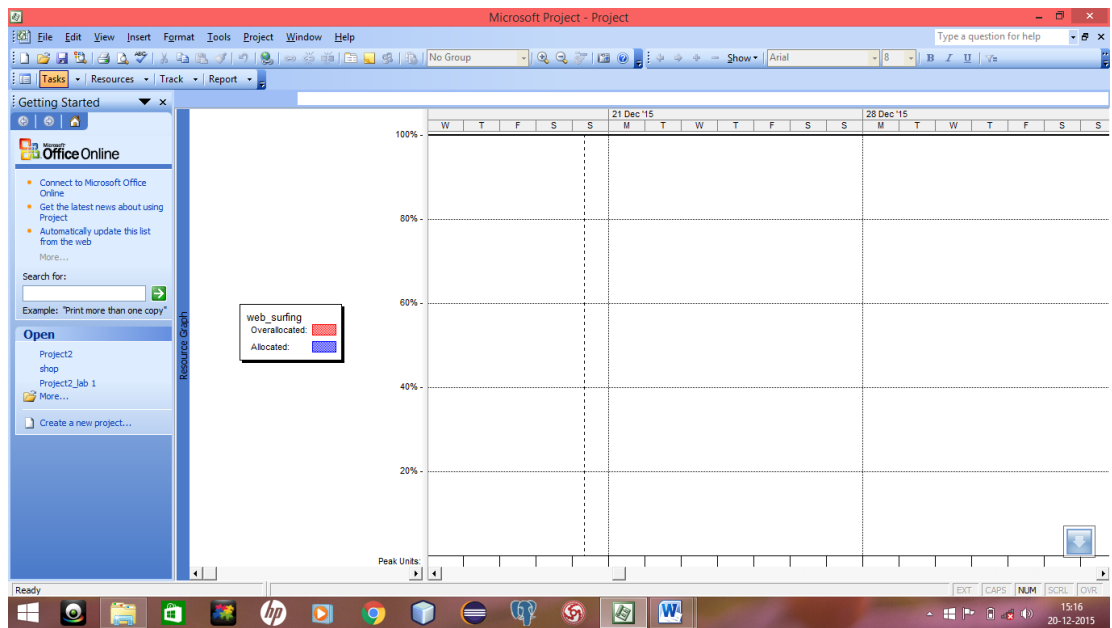 Microsoft Project - Project
File Edit View Insert Format Tools Project Window Help
Type a question for help
No Group
Show
Arial
8
B I U
Tasks Resources Track Report
Getting Started
Microsoft
Office Online
Connect to Microsoft Office
Online
Get the latest news about using
Project
Automatically update this list
from the web
More...
Search for:
Example: "Print more than one copy"
Open
Project2
shop
Project2_lab 1
More...
Create a new project...
Resource Graph
web_surfing
Overallocated:
Allocated:
21 Dec '15 28 Dec '15
W T F S S M T W T F S S M T W T F S S
100%
80%
60%
40%
20%
Peak Units:
Ready
EXT CAPS NUM SCRL OVR
hp
W
15:16
20-12-2015